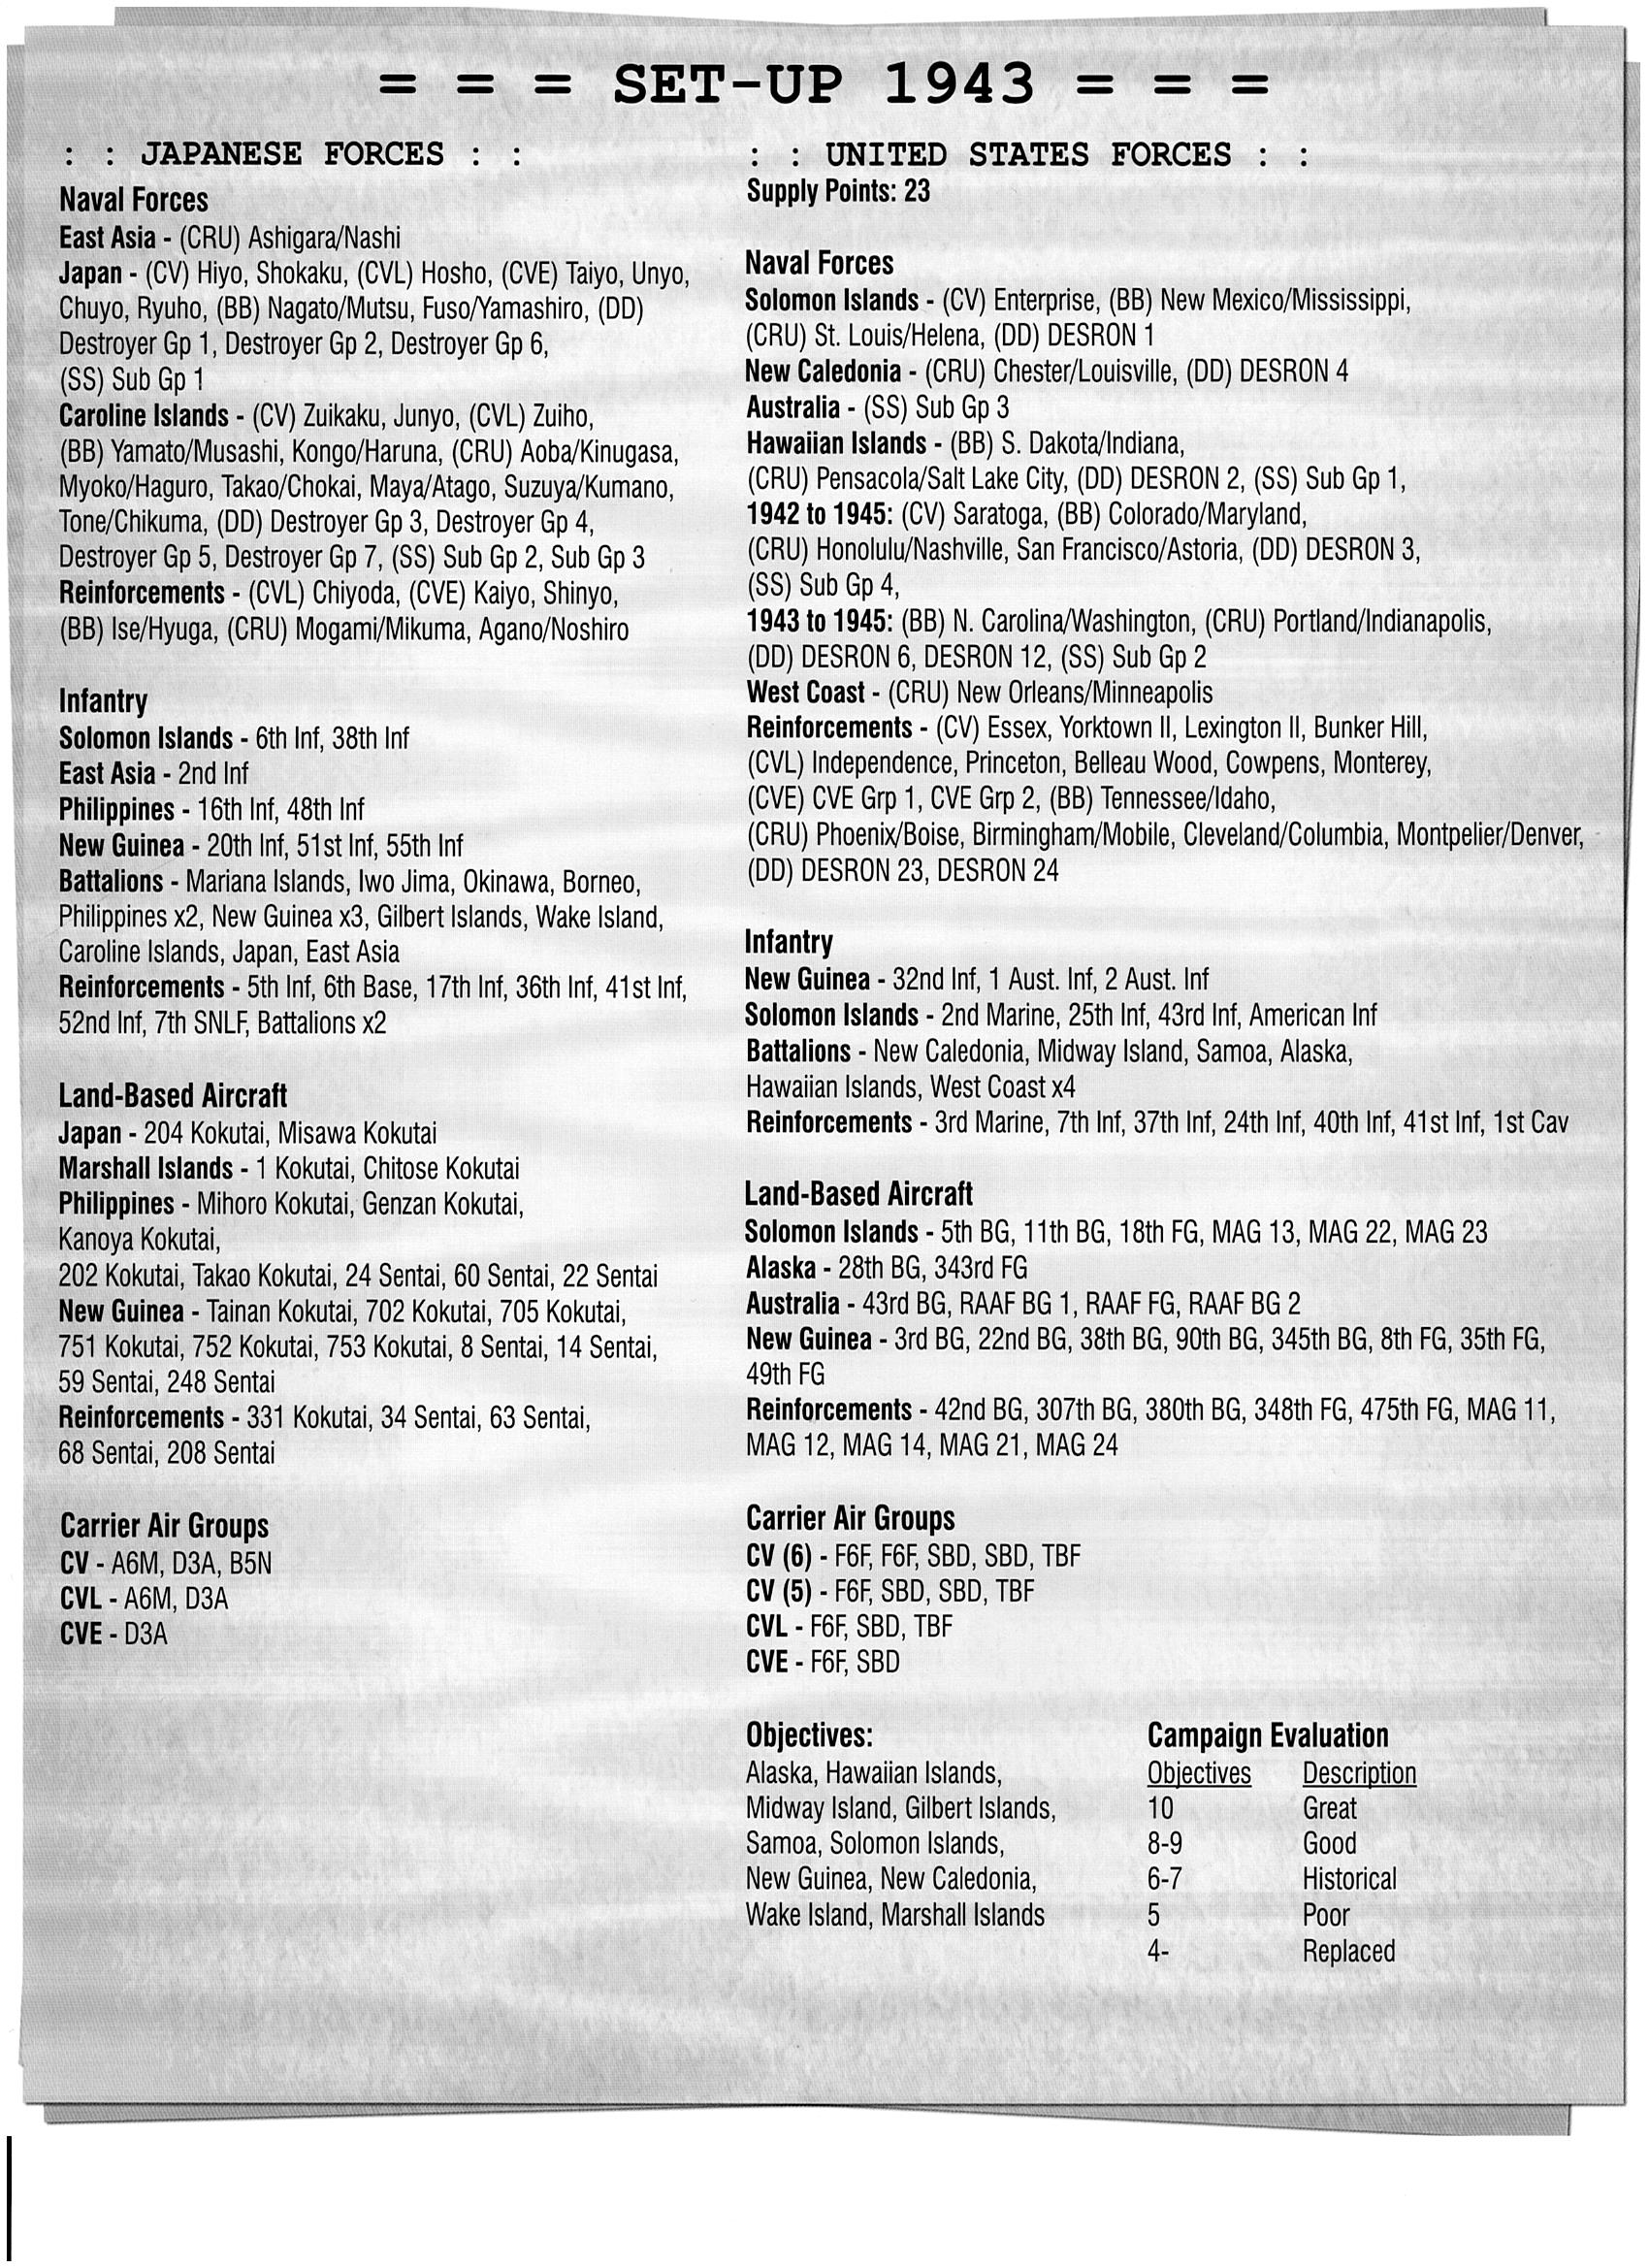 = = = SET-UP 1943 = = =
: : JAPANESE FORCES : :
Naval Forces
East Asia - (CRU) Ashigara/Nashi
Japan - (CV) Hiyo, Shokaku, (CVL) Hosho, (CVE) Taiyo, Unyo,
Chuyo, Ryuho, (BB) Nagato/Mutsu, Fuso/Yamashiro, (DD)
Destroyer Gp 1, Destroyer Gp 2, Destroyer Gp 6,
(SS) Sub Gp 1
Caroline Islands - (CV) Zuikaku, Junyo, (CVL) Zuiho,
(BB) Yamato/Musashi, Kongo/Haruna, (CRU) Aoba/Kinugasa,
Myoko/Haguro, Takao/Chokai, Maya/Atago, Suzuya/Kumano,
Tone/Chikuma, (DD) Destroyer Gp 3, Destroyer Gp 4,
Destroyer Gp 5, Destroyer Gp 7, (SS) Sub Gp 2, Sub Gp 3
Reinforcements - (CVL) Chiyoda, (CVE) Kaiyo, Shinyo,
(BB) Ise/Hyuga, (CRU) Mogami/Mikuma, Agano/Noshiro
Infantry
Solomon Islands - 6th Inf, 38th Inf
East Asia - 2nd Inf
Philippines - 16th Inf, 48th Inf
New Guinea - 20th Inf, 51st Inf, 55th Inf
Battalions - Mariana Islands, Iwo Jima, Okinawa, Borneo,
Philippines x2, New Guinea x3, Gilbert Islands, Wake Island,
Caroline Islands, Japan, East Asia
Reinforcements - 5th Inf, 6th Base, 17th Inf, 36th Inf, 41st Inf,
52nd Inf, 7th SNLF, Battalions x2
Land-Based Aircraft
Japan - 204 Kokutai, Misawa Kokutai
Marshall Islands - 1 Kokutai, Chitose Kokutai
Philippines - Mihoro Kokutai, Genzan Kokutai,
Kanoya Kokutai,
202 Kokutai, Takao Kokutai, 24 Sentai, 60 Sentai, 22 Sentai
New Guinea - Tainan Kokutai, 702 Kokutai, 705 Kokutai,
751 Kokutai, 752 Kokutai, 753 Kokutai, 8 Sentai, 14 Sentai,
59 Sentai, 248 Sentai
Reinforcements - 331 Kokutai, 34 Sentai, 63 Sentai,
68 Sentai, 208 Sentai
Carrier Air Groups
CV - A6M, D3A, B5N
CVL - A6M, D3A
CVE - D3A
: : UNITED STATES FORCES : :
Supply Points: 23
Naval Forces
Solomon Islands - (CV) Enterprise, (BB) New Mexico/Mississippi,
(CRU) St. Louis/Helena, (DD) DESRON 1
New Caledonia - (CRU) Chester/Louisville, (DD) DESRON 4
Australia - (SS) Sub Gp 3
Hawaiian Islands - (BB) S. Dakota/Indiana,
(CRU) Pensacola/Salt Lake City, (DD) DESRON 2, (SS) Sub Gp 1,
1942 to 1945: (CV) Saratoga, (BB) Colorado/Maryland,
(CRU) Honolulu/Nashville, San Francisco/Astoria, (DD) DESRON 3,
(SS) Sub Gp 4,
1943 to 1945: (BB) N. Carolina/Washington, (CRU) Portland/Indianapolis,
(DD) DESRON 6, DESRON 12, (SS) Sub Gp 2
West Coast - (CRU) New Orleans/Minneapolis
Reinforcements - (CV) Essex, Yorktown II, Lexington II, Bunker Hill,
(CVL) Independence, Princeton, Belleau Wood, Cowpens, Monterey,
(CVE) CVE Grp 1, CVE Grp 2, (BB) Tennessee/Idaho,
(CRU) Phoenix/Boise, Birmingham/Mobile, Cleveland/Columbia, Montpelier/Denver,
(DD) DESRON 23, DESRON 24
Infantry
New Guinea - 32nd Inf, 1 Aust. Inf, 2 Aust. Inf
Solomon Islands - 2nd Marine, 25th Inf, 43rd Inf, American Inf
Battalions - New Caledonia, Midway Island, Samoa, Alaska,
Hawaiian Islands, West Coast x4
Reinforcements - 3rd Marine, 7th Inf, 37th Inf, 24th Inf, 40th Inf, 41st Inf, 1st Cav
Land-Based Aircraft
Solomon Islands - 5th BG, 11th BG, 18th FG, MAG 13, MAG 22, MAG 23
Alaska - 28th BG, 343rd FG
Australia - 43rd BG, RAAF BG 1, RAAF FG, RAAF BG 2
New Guinea - 3rd BG, 22nd BG, 38th BG, 90th BG, 345th BG, 8th FG, 35th FG,
49th FG
Reinforcements - 42nd BG, 307th BG, 380th BG, 348th FG, 475th FG, MAG 11,
MAG 12, MAG 14, MAG 21, MAG 24
Carrier Air Groups
CV (6) - F6F, F6F, SBD, SBD, TBF
CV (5) - F6F, SBD, SBD, TBF
CVL - F6F, SBD, TBF
CVE - F6F, SBD
Objectives:
Alaska, Hawaiian Islands,
Midway Island, Gilbert Islands,
Samoa, Solomon Islands,
New Guinea, New Caledonia,
Wake Island, Marshall Islands
Campaign Evaluation
Objectives Description
10 Great
8-9 Good
6-7 Historical
5 Poor
4- Replaced